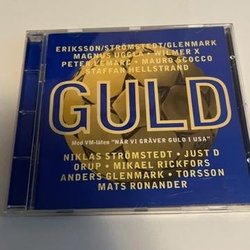 ERIKSSON/STRÖMSTEDT/GLENMARK
MAGNUS UGGLA • WILMER X
PETER LEMARC • MAURO SCOCCO
STAFFAN HELLSTRAND
GULD
Med VM-låten "NÄR VI GRÄVER GULD I USA"
NIKLAS STRÖMSTEDT • JUST D
ORUP • MIKAEL RICKFORS
ANDERS GLENMARK • TORSSON
MATS RONANDER